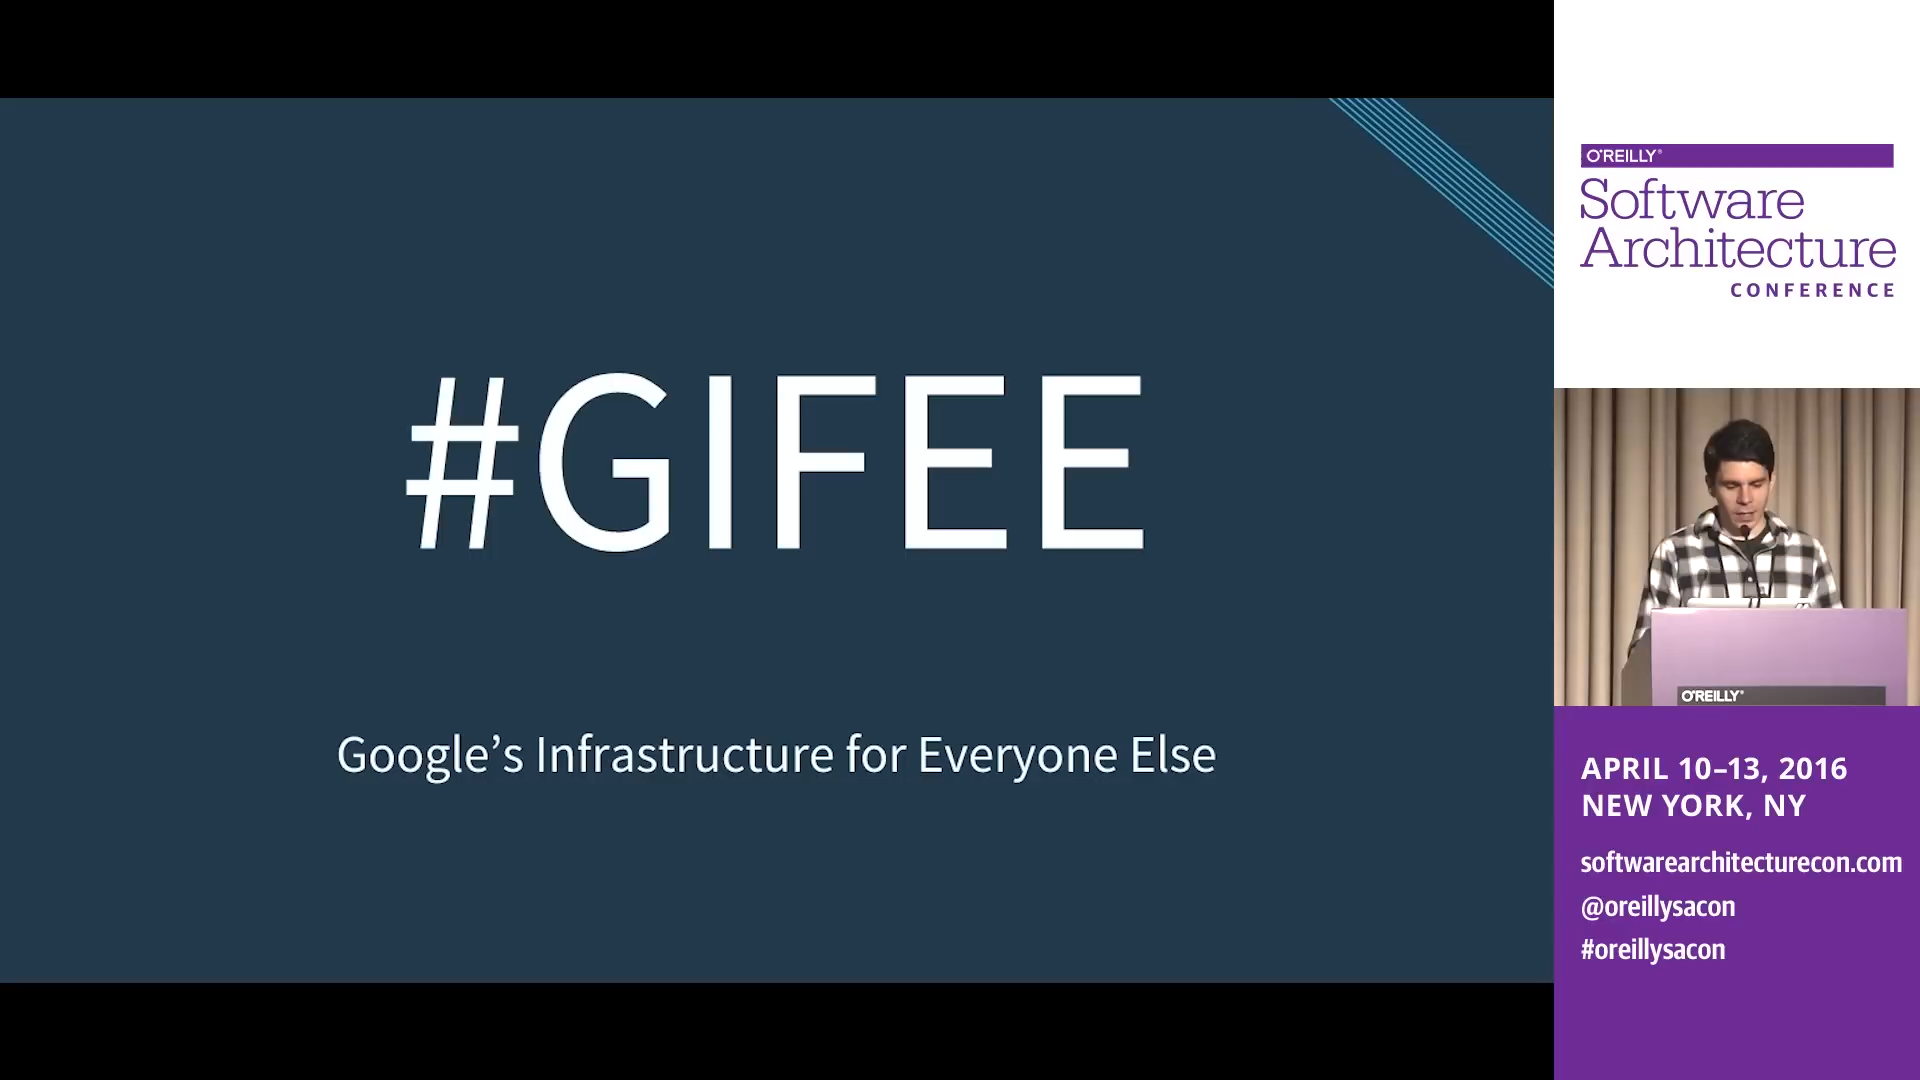 #GIFEE
Google’s Infrastructure for Everyone Else
O'REILLY®
Software
Architecture
CONFERENCE
O'REILLY®
APRIL 10–13, 2016
NEW YORK, NY
softwarearchitecturecon.com
@oreillysacon
#oreillysacon